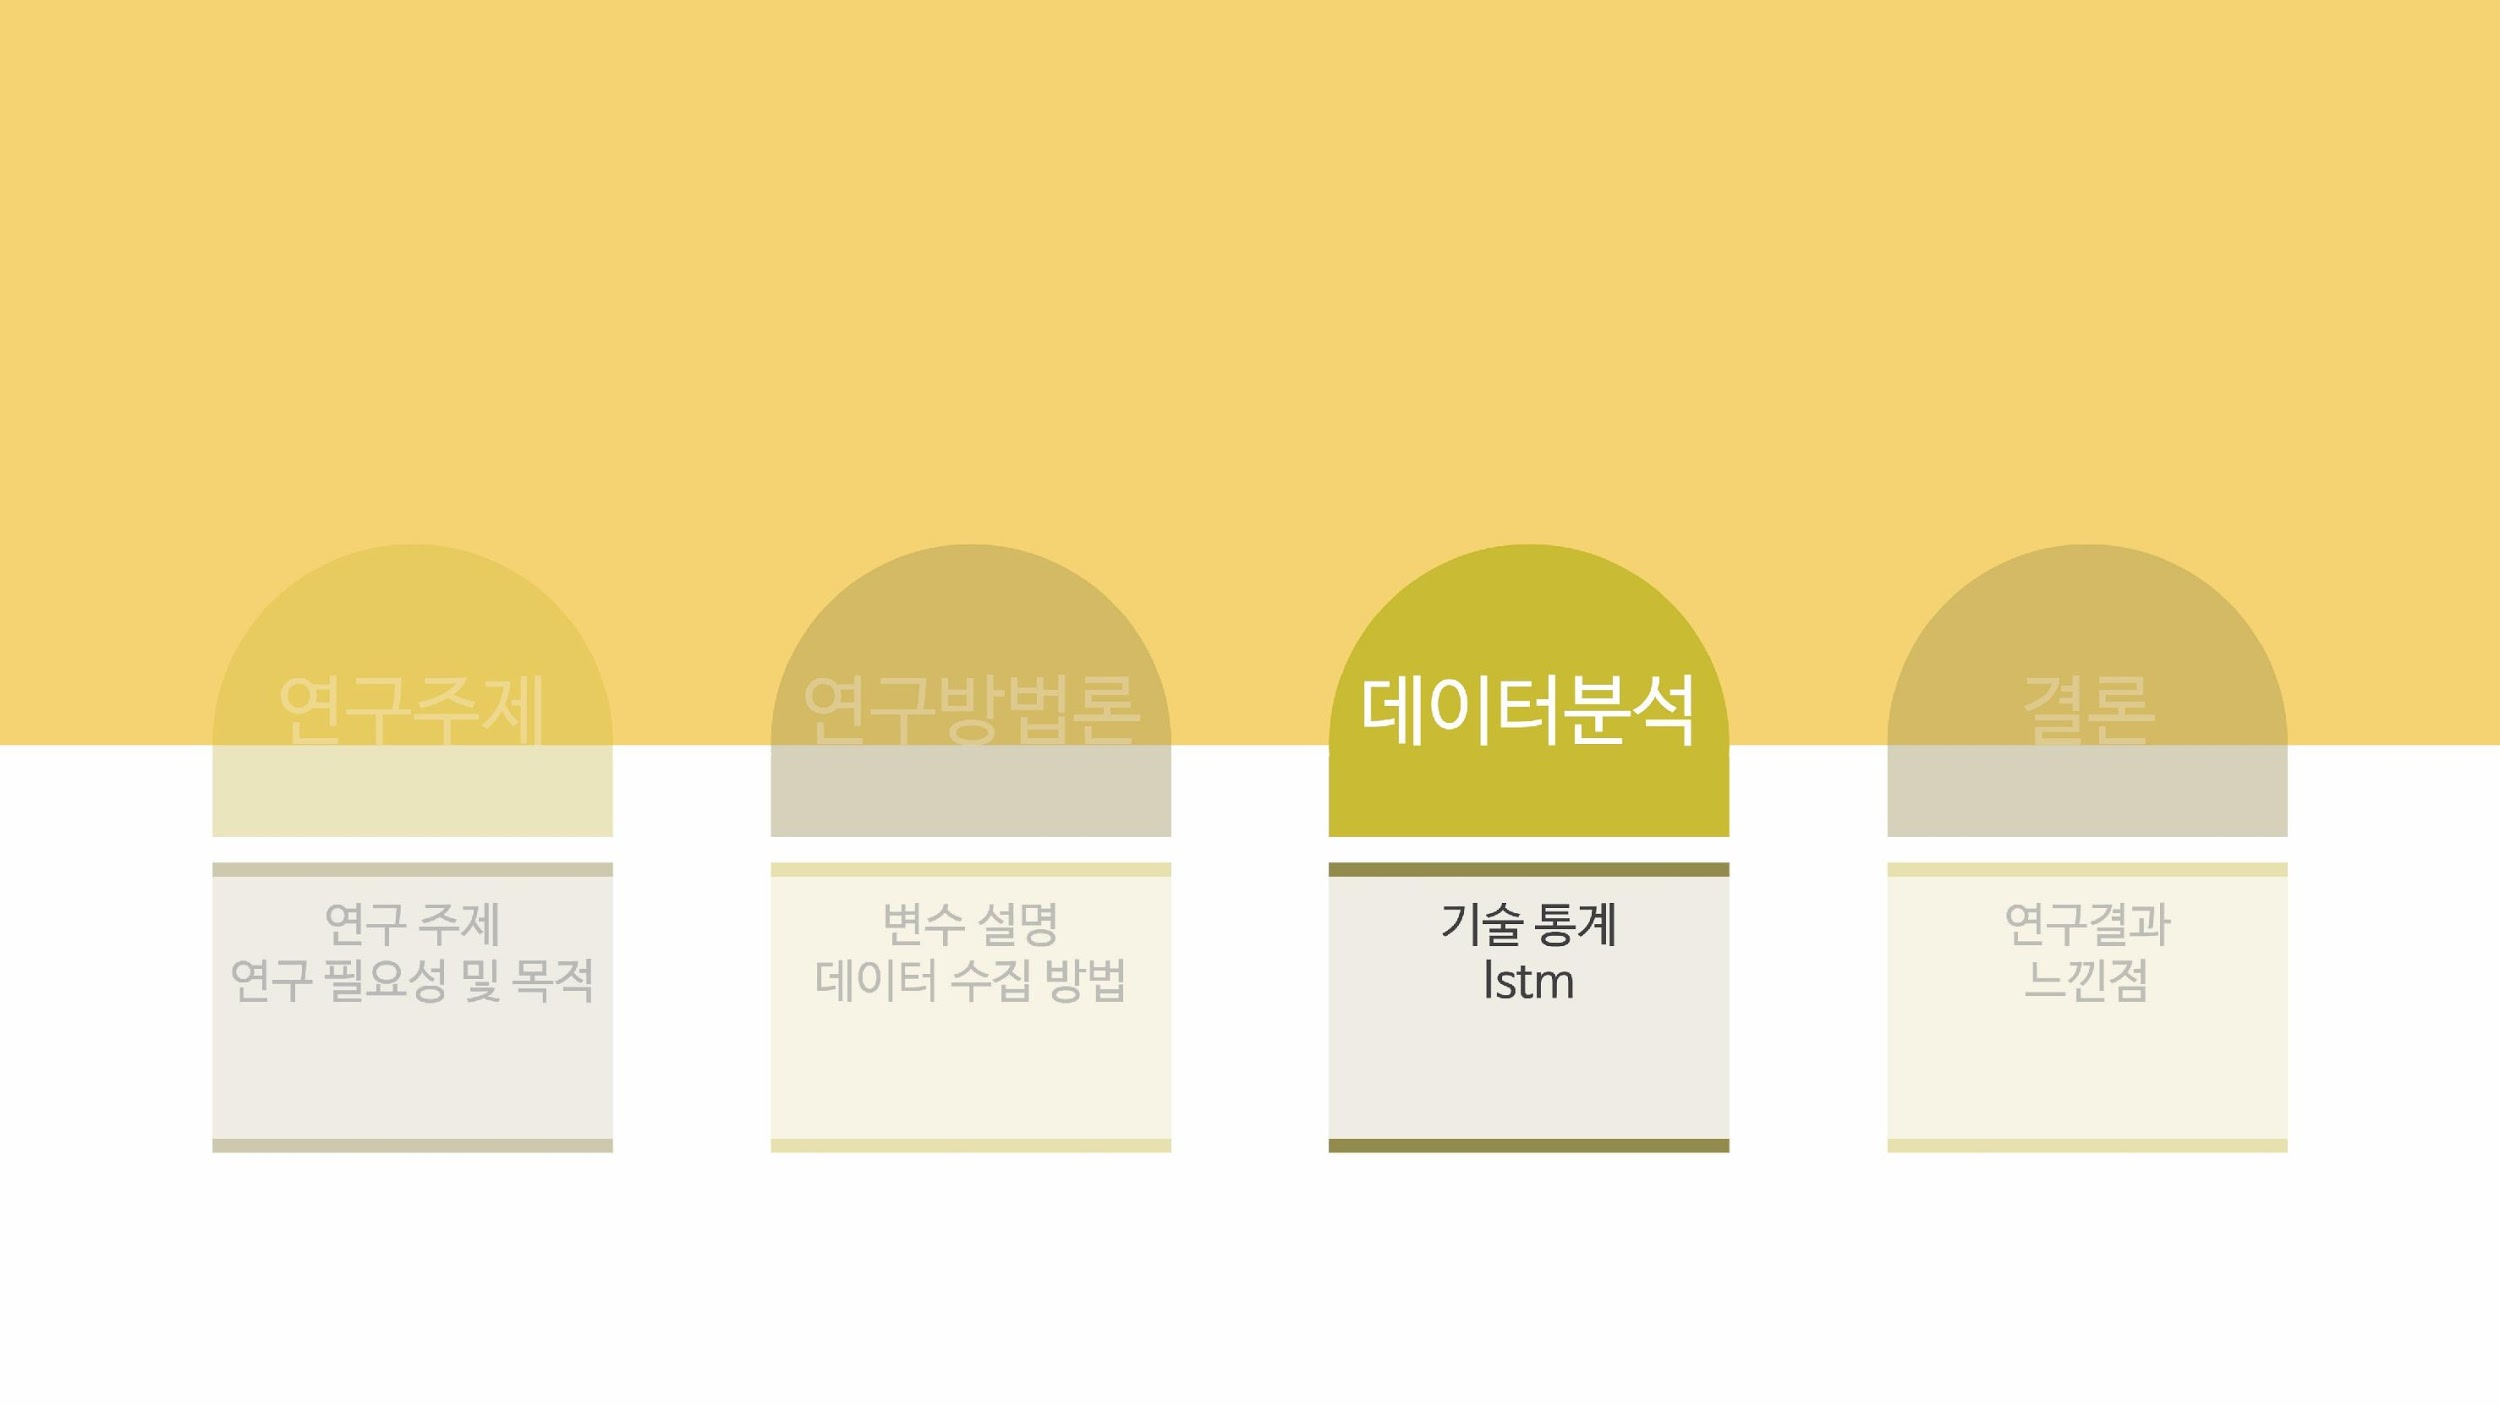 연구주제
연구 주제
연구 필요성 및 목적
연구방법론
변수 설명
데이터 수집 방법
데이터분석
기술통계
lstm
결론
연구결과
느낀점